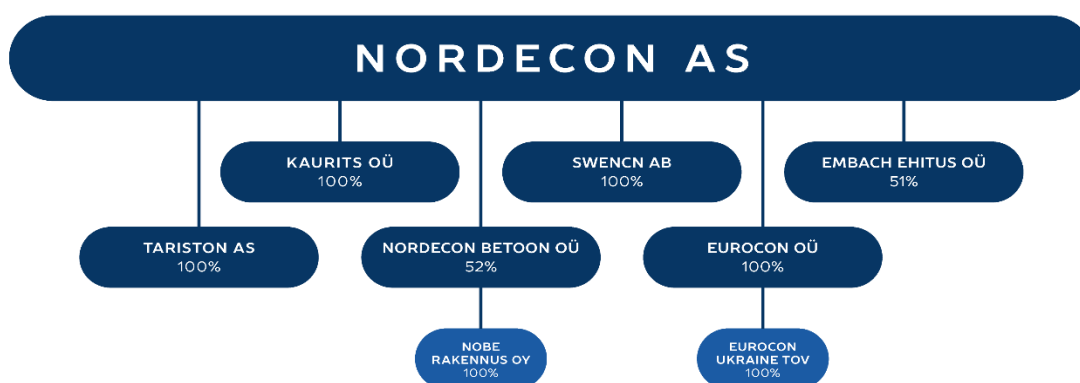 NORDECON AS
KAURITS OÜ
100%
SWENCN AB
100%
EMBACH EHITUS OÜ
51%
TARISTON AS
100%
NORDECON BETOON OÜ
52%
EUROCON OÜ
100%
NOBE
RAKENNUS OY
100%
EUROCON
UKRAINE TOV
100%